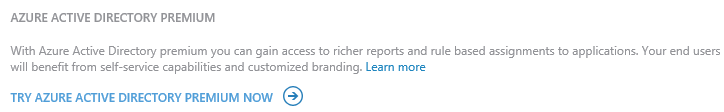 AZURE ACTIVE DIRECTORY PREMIUM
With Azure Active Directory premium you can gain access to richer reports and rule based assignments to applications. Your end users
will benefit from self-service capabilities and customized branding. Learn more
TRY AZURE ACTIVE DIRECTORY PREMIUM NOW